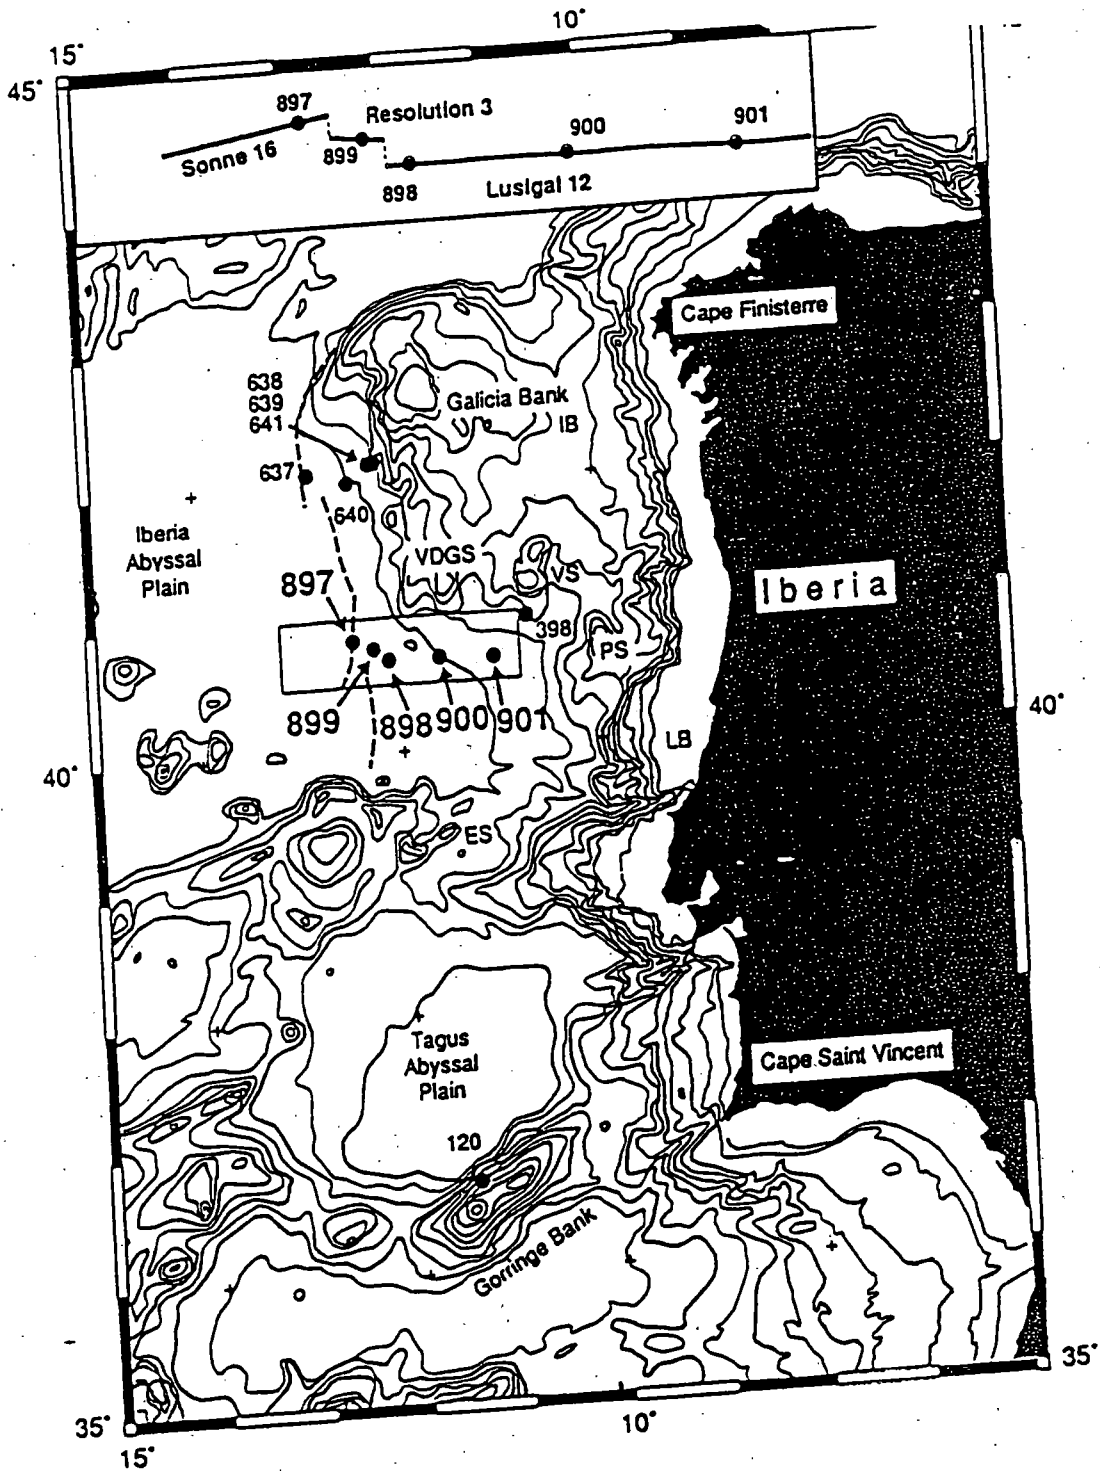 10°
15°
45°
897
Resolution 3
900
901
Sonne 16
899
898
Lusigal 12
Cape Finisterre
638
639
641
Galicia Bank
IB
637
640
Iberia
Abyssal
Plain
VDGS
VS
897
Iberia
398
PS
899
898
900
901
40°
LB
40°
ES
Tagus
Abyssal
Plain
Cape Saint Vincent
120
Gorringe Bank
35°
35°
10°
15°